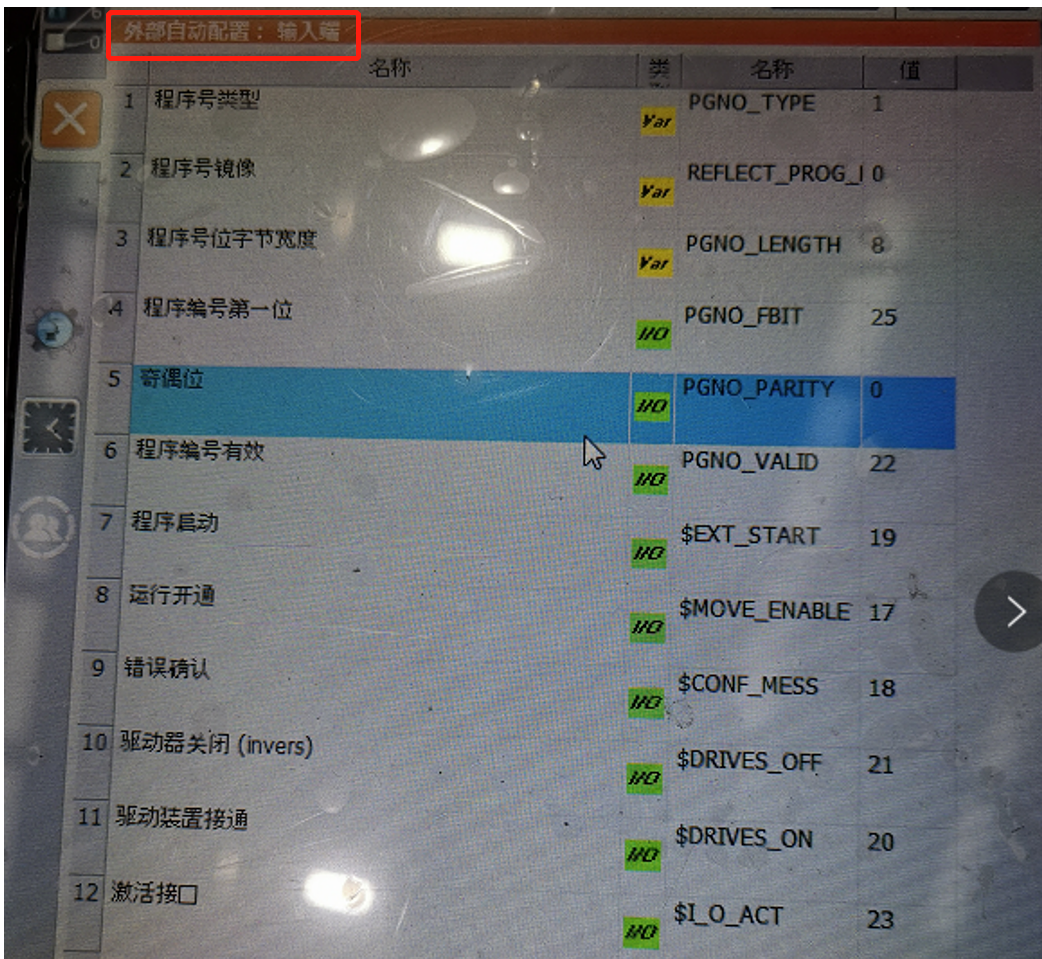 外部自动配置： 输入端
名称 类 名称 值
1 程序号类型 Var PGNO_TYPE 1
2 程序号镜像 Var REFLECT_PROG_ 0
3 程序号位字节宽度 Var PGNO_LENGTH 8
4 程序编号第一位 I/O PGNO_FBIT 25
5 奇偶位 I/O PGNO_PARITY 0
6 程序编号有效 I/O PGNO_VALID 22
7 程序启动 I/O $EXT_START 19
8 运行开通 I/O $MOVE_ENABLE 17
9 错误确认 I/O $CONF_MESS 18
10 驱动器关闭 (invers) I/O $DRIVES_OFF 21
11 驱动装置接通 I/O $DRIVES_ON 20
12 激活接口 I/O $I_O_ACT 23